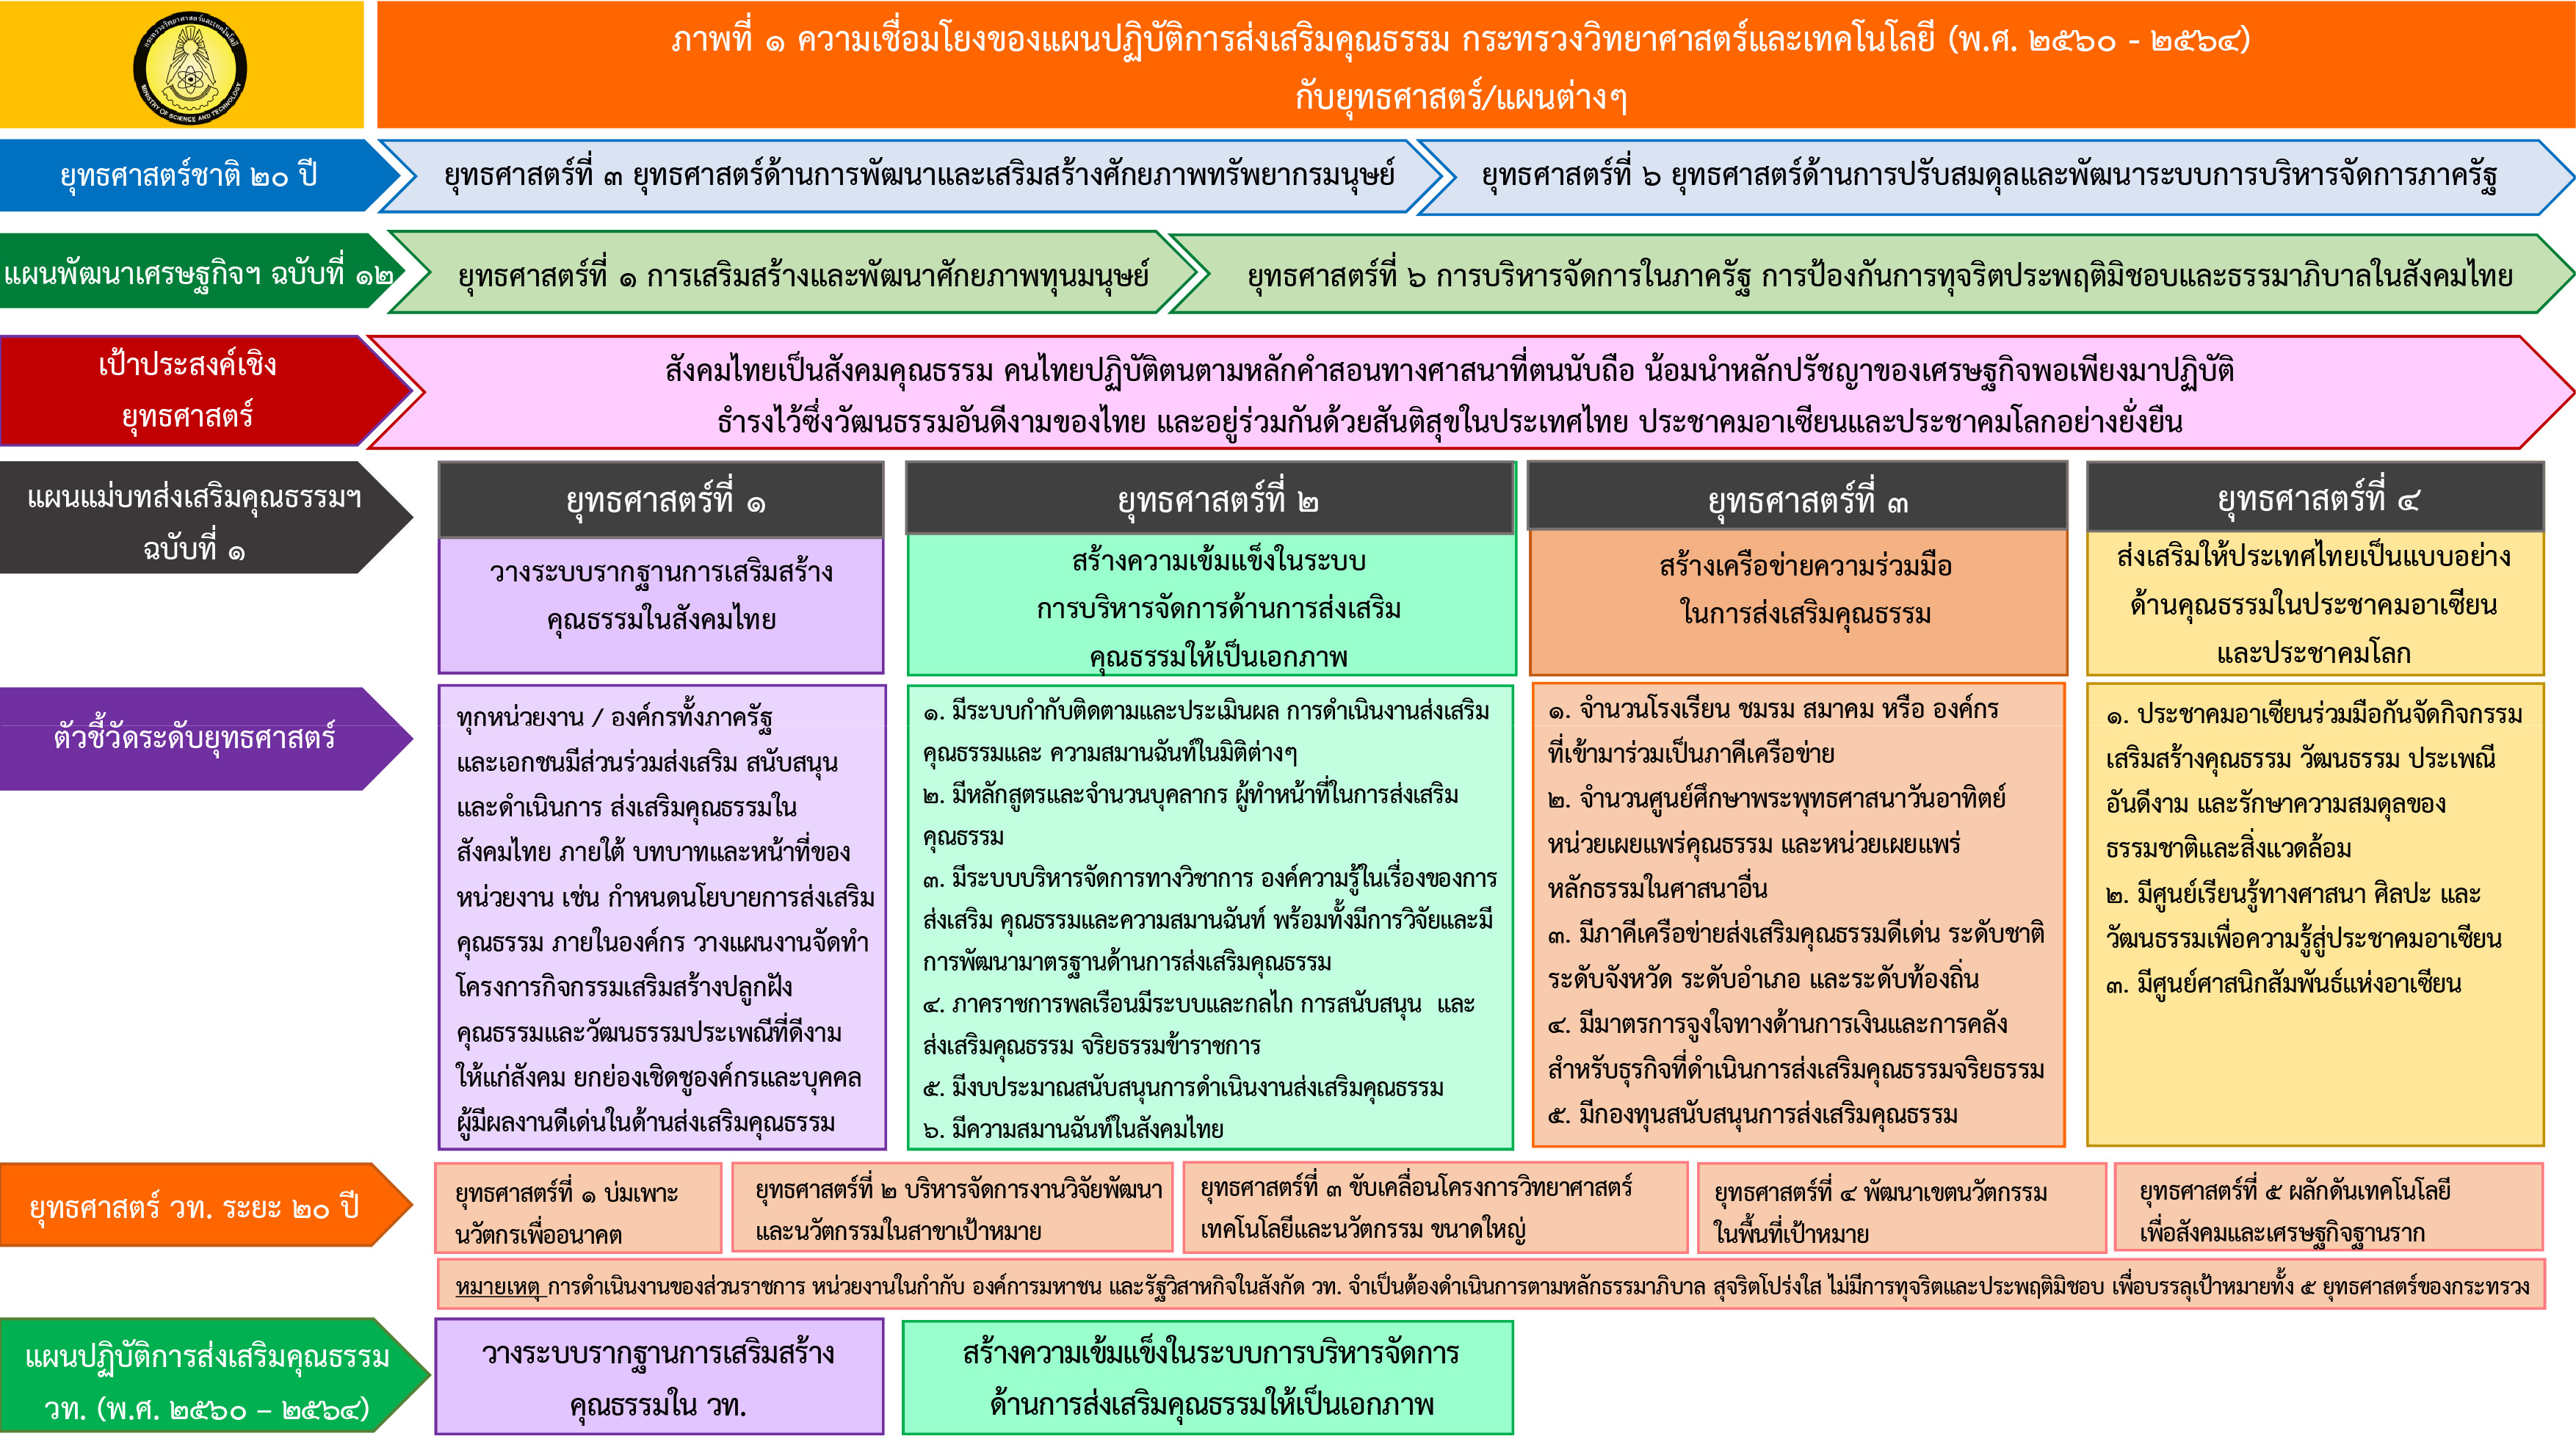 กระทรวงวิทยาศาสตร์และเทคโนโลยี
MINISTRY OF SCIENCE AND TECHNOLOGY
ภาพที่ ๑ ความเชื่อมโยงของแผนปฏิบัติการส่งเสริมคุณธรรม กระทรวงวิทยาศาสตร์และเทคโนโลยี (พ.ศ. ๒๕๖๐ - ๒๕๖๔)
กับยุทธศาสตร์/แผนต่างๆ
ยุทธศาสตร์ชาติ ๒๐ ปี
ยุทธศาสตร์ที่ ๓ ยุทธศาสตร์ด้านการพัฒนาและเสริมสร้างศักยภาพทรัพยากรมนุษย์
ยุทธศาสตร์ที่ ๖ ยุทธศาสตร์ด้านการปรับสมดุลและพัฒนาระบบการบริหารจัดการภาครัฐ
แผนพัฒนาเศรษฐกิจฯ ฉบับที่ ๑๒
ยุทธศาสตร์ที่ ๑ การเสริมสร้างและพัฒนาศักยภาพทุนมนุษย์
ยุทธศาสตร์ที่ ๖ การบริหารจัดการในภาครัฐ การป้องกันการทุจริตประพฤติมิชอบและธรรมาภิบาลในสังคมไทย
เป้าประสงค์เชิง
ยุทธศาสตร์
สังคมไทยเป็นสังคมคุณธรรม คนไทยปฏิบัติตนตามหลักคำสอนทางศาสนาที่ตนนับถือ น้อมนำหลักปรัชญาของเศรษฐกิจพอเพียงมาปฏิบัติ
ธำรงไว้ซึ่งวัฒนธรรมอันดีงามของไทย และอยู่ร่วมกันด้วยสันติสุขในประเทศไทย ประชาคมอาเซียนและประชาคมโลกอย่างยั่งยืน
แผนแม่บทส่งเสริมคุณธรรมฯ
ฉบับที่ ๑
ยุทธศาสตร์ที่ ๑
วางระบบรากฐานการเสริมสร้าง
คุณธรรมในสังคมไทย
ยุทธศาสตร์ที่ ๒
สร้างความเข้มแข็งในระบบ
การบริหารจัดการด้านการส่งเสริม
คุณธรรมให้เป็นเอกภาพ
ยุทธศาสตร์ที่ ๓
สร้างเครือข่ายความร่วมมือ
ในการส่งเสริมคุณธรรม
ยุทธศาสตร์ที่ ๔
ส่งเสริมให้ประเทศไทยเป็นแบบอย่าง
ด้านคุณธรรมในประชาคมอาเซียน
และประชาคมโลก
ตัวชี้วัดระดับยุทธศาสตร์
ทุกหน่วยงาน / องค์กรทั้งภาครัฐ
และเอกชนมีส่วนร่วมส่งเสริม สนับสนุน
และดำเนินการ ส่งเสริมคุณธรรมใน
สังคมไทย ภายใต้ บทบาทและหน้าที่ของ
หน่วยงาน เช่น กำหนดนโยบายการส่งเสริม
คุณธรรม ภายในองค์กร วางแผนงานจัดทำ
โครงการกิจกรรมเสริมสร้างปลูกฝัง
คุณธรรมและวัฒนธรรมประเพณีที่ดีงาม
ให้แก่สังคม ยกย่องเชิดชูองค์กรและบุคคล
ผู้มีผลงานดีเด่นในด้านส่งเสริมคุณธรรม
๑. มีระบบกำกับติดตามและประเมินผล การดำเนินงานส่งเสริม
คุณธรรมและ ความสมานฉันท์ในมิติต่างๆ
๒. มีหลักสูตรและจำนวนบุคลากร ผู้ทำหน้าที่ในการส่งเสริม
คุณธรรม
๓. มีระบบบริหารจัดการทางวิชาการ องค์ความรู้ในเรื่องของการ
ส่งเสริม คุณธรรมและความสมานฉันท์ พร้อมทั้งมีการวิจัยและมี
การพัฒนามาตรฐานด้านการส่งเสริมคุณธรรม
๔. ภาคราชการพลเรือนมีระบบและกลไก การสนับสนุน และ
ส่งเสริมคุณธรรม จริยธรรมข้าราชการ
๕. มีงบประมาณสนับสนุนการดำเนินงานส่งเสริมคุณธรรม
๖. มีความสมานฉันท์ในสังคมไทย
๑. จำนวนโรงเรียน ชมรม สมาคม หรือ องค์กร
ที่เข้ามาร่วมเป็นภาคีเครือข่าย
๒. จำนวนศูนย์ศึกษาพระพุทธศาสนาวันอาทิตย์
หน่วยเผยแพร่คุณธรรม และหน่วยเผยแพร่
หลักธรรมในศาสนาอื่น
๓. มีภาคีเครือข่ายส่งเสริมคุณธรรมดีเด่น ระดับชาติ
ระดับจังหวัด ระดับอำเภอ และระดับท้องถิ่น
๔. มีมาตรการจูงใจทางด้านการเงินและการคลัง
สำหรับธุรกิจที่ดำเนินการส่งเสริมคุณธรรมจริยธรรม
๕. มีกองทุนสนับสนุนการส่งเสริมคุณธรรม
๑. ประชาคมอาเซียนร่วมมือกันจัดกิจกรรม
เสริมสร้างคุณธรรม วัฒนธรรม ประเพณี
อันดีงาม และรักษาความสมดุลของ
ธรรมชาติและสิ่งแวดล้อม
๒. มีศูนย์เรียนรู้ทางศาสนา ศิลปะ และ
วัฒนธรรมเพื่อความรู้สู่ประชาคมอาเซียน
๓. มีศูนย์ศาสนิกสัมพันธ์แห่งอาเซียน
ยุทธศาสตร์ วท. ระยะ ๒๐ ปี
ยุทธศาสตร์ที่ ๑ บ่มเพาะ
นวัตกรเพื่ออนาคต
ยุทธศาสตร์ที่ ๒ บริหารจัดการงานวิจัยพัฒนา
และนวัตกรรมในสาขาเป้าหมาย
ยุทธศาสตร์ที่ ๓ ขับเคลื่อนโครงการวิทยาศาสตร์
เทคโนโลยีและนวัตกรรม ขนาดใหญ่
ยุทธศาสตร์ที่ ๔ พัฒนาเขตนวัตกรรม
ในพื้นที่เป้าหมาย
ยุทธศาสตร์ที่ ๕ ผลักดันเทคโนโลยี
เพื่อสังคมและเศรษฐกิจฐานราก
หมายเหตุ การดำเนินงานของส่วนราชการ หน่วยงานในกำกับ องค์การมหาชน และรัฐวิสาหกิจในสังกัด วท. จำเป็นต้องดำเนินการตามหลักธรรมาภิบาล สุจริตโปร่งใส ไม่มีการทุจริตและประพฤติมิชอบ เพื่อบรรลุเป้าหมายทั้ง ๕ ยุทธศาสตร์ของกระทรวง
แผนปฏิบัติการส่งเสริมคุณธรรม
วท. (พ.ศ. ๒๕๖๐ – ๒๕๖๔)
วางระบบรากฐานการเสริมสร้าง
คุณธรรมใน วท.
สร้างความเข้มแข็งในระบบการบริหารจัดการ
ด้านการส่งเสริมคุณธรรมให้เป็นเอกภาพ